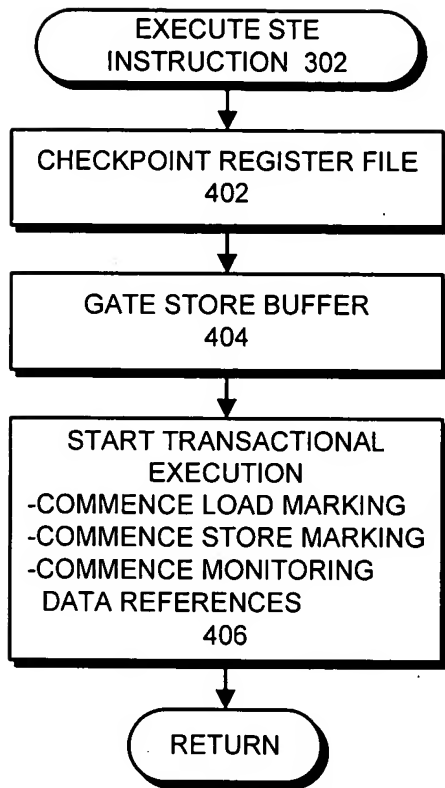 EXECUTE STE
INSTRUCTION 302
CHECKPOINT REGISTER FILE
402
GATE STORE BUFFER
404
START TRANSACTIONAL
EXECUTION
-COMMENCE LOAD MARKING
-COMMENCE STORE MARKING
-COMMENCE MONITORING
DATA REFERENCES
406
RETURN